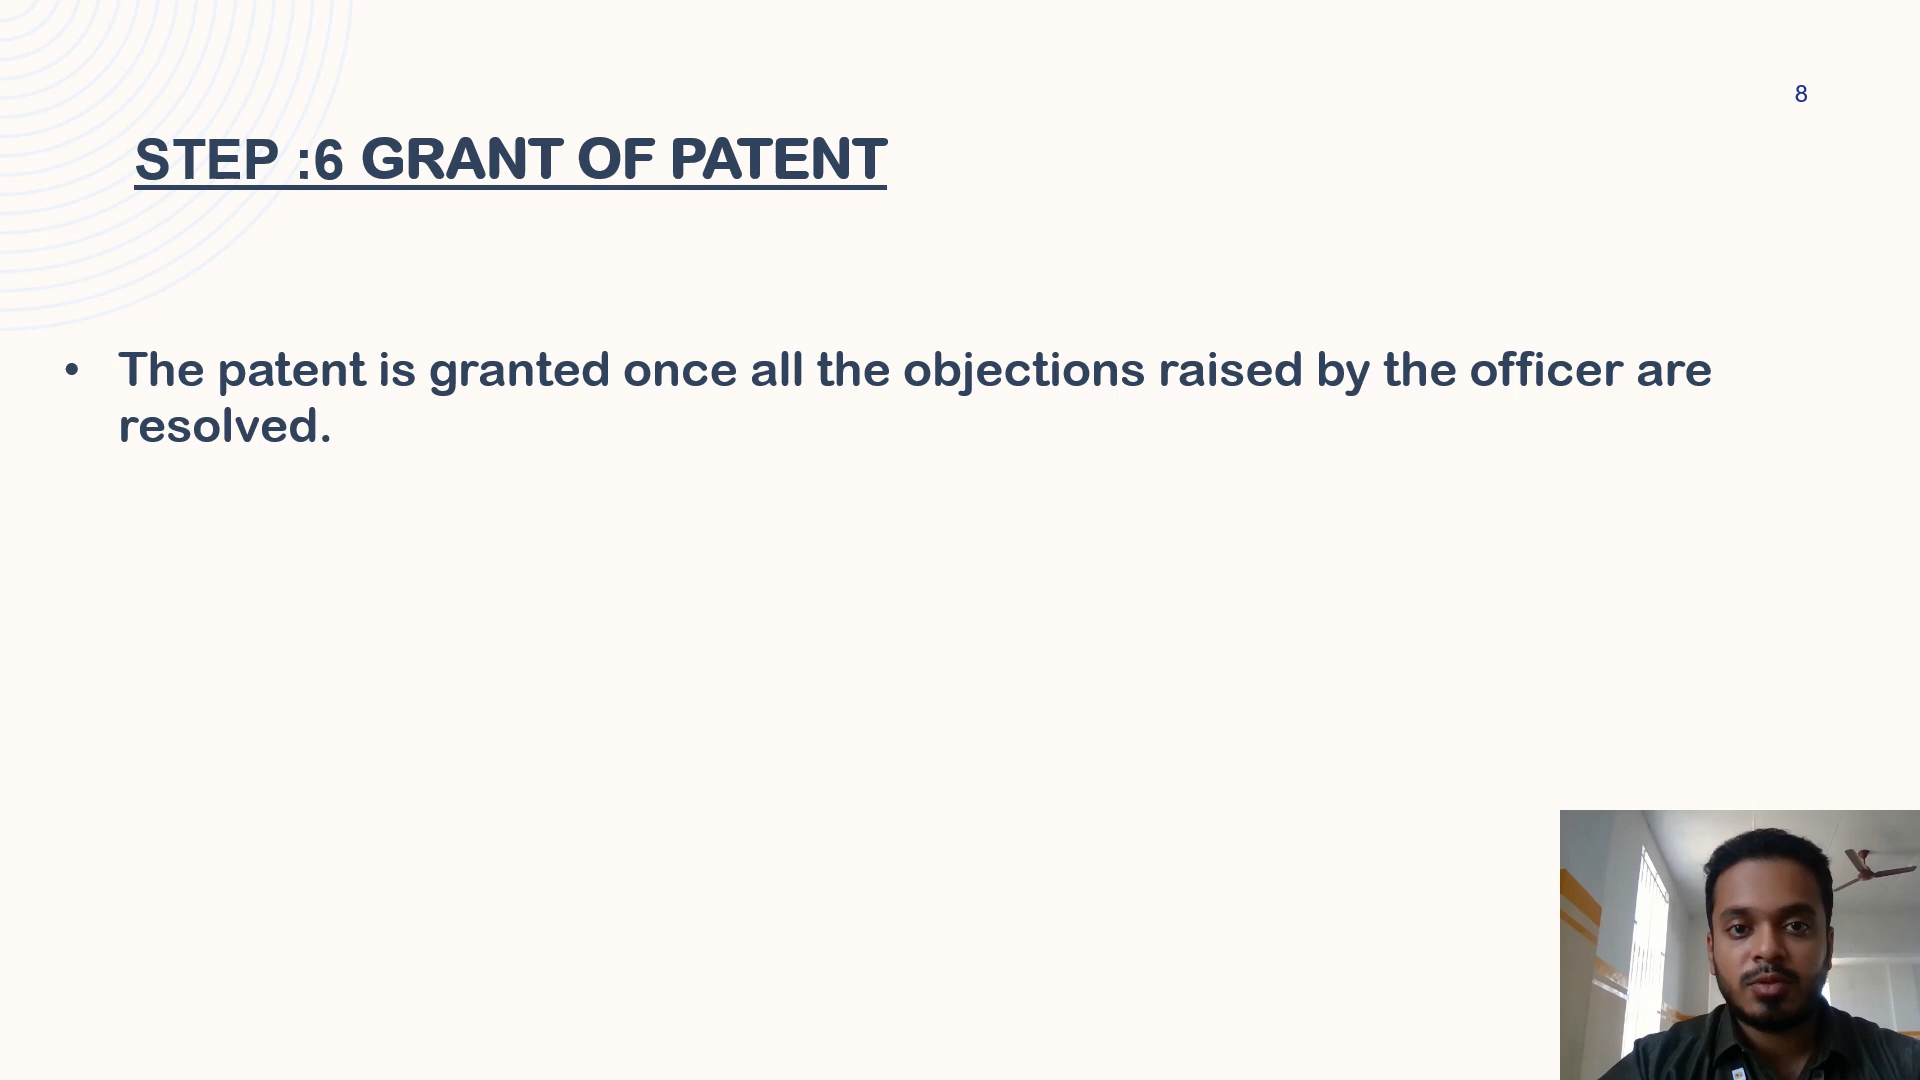 8
STEP :6 GRANT OF PATENT
• The patent is granted once all the objections raised by the officer are
resolved.